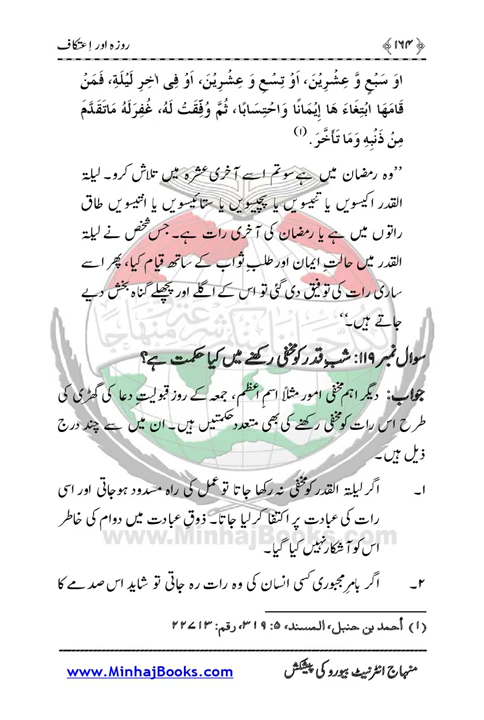 ﴿۱۶۴﴾ روزہ اور اِعتکاف
اَوْ سَبْعٍ وَّ عِشْرِيْنَ، اَوْ تِسْعٍ وَ عِشْرِيْنَ، اَوْ فِی اٰخِرِ لَيْلَةٍ، فَمَنْ
قَامَهَا ابْتِغَاءَ هَا إِيْمَانًا وَاحْتِسَابًا، ثُمَّ وُفِّقَتْ لَهُ، غُفِرَلَهُ مَاتَقَدَّمَ
مِنْ ذَنْبِهِ وَمَا تَأَخَّرَ. (۱)
’’وہ رمضان میں ہے سو تم اسے آخری عشرہ میں تلاش کرو۔ لیلۃ
القدر اکیسویں یا تئیسویں یا پچیسویں یا ستائیسویں یا انتیسویں طاق
راتوں میں ہے یا رمضان کی آخری رات ہے۔ جس شخص نے لیلۃ
القدر میں حالتِ ایمان اور طلبِ ثواب کے ساتھ قیام کیا، پھر اسے
ساری رات کی توفیق دی گئی تو اس کے اگلے اور پچھلے گناہ بخش دیے
جاتے ہیں۔‘‘
سوال نمبر ۱۱۹: شبِ قدر کو مخفی رکھنے میں کیا حکمت ہے؟
جواب: دیگر اہم مخفی امور مثلاً اسمِ اعظم، جمعہ کے روز قبولیتِ دعا کی گھڑی کی
طرح اس رات کو مخفی رکھنے کی بھی متعدد حکمتیں ہیں۔ ان میں سے چند درج
ذیل ہیں۔
۱۔ اگر لیلۃ القدر کو مخفی نہ رکھا جاتا تو عمل کی راہ مسدود ہو جاتی اور اسی
رات کی عبادت پر اکتفا کر لیا جاتا۔ ذوقِ عبادت میں دوام کی خاطر
اس کو آشکار نہیں کیا گیا۔
www.MinhajBooks.com
۲۔ اگر بامرِ مجبوری کسی انسان کی وہ رات رہ جاتی تو شاید اس صدمے کا
(۱) أحمد بن حنبل، المسند، ۵: ۳۱۹، رقم: ۲۲۷۱۳
منہاج انٹرنیٹ بیورو کی پیشکش www.MinhajBooks.com